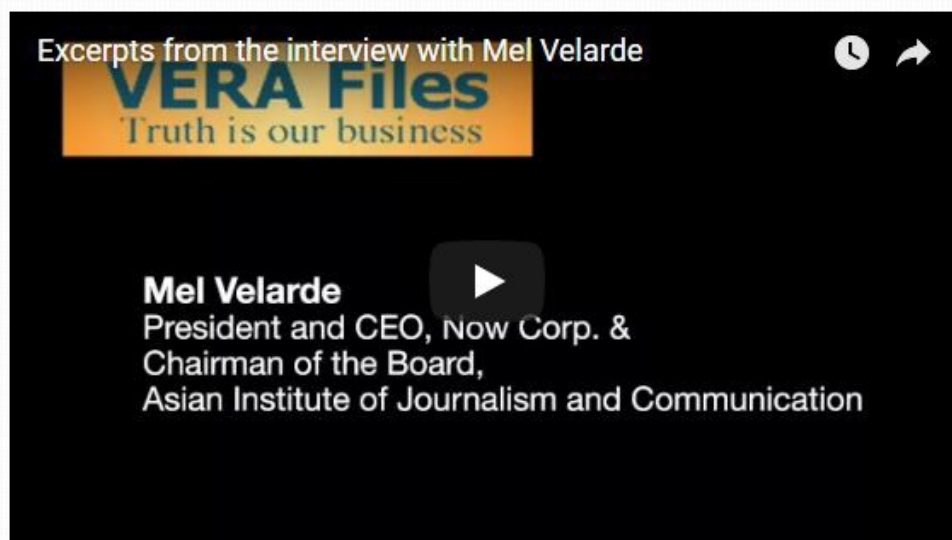 Excerpts from the interview with Mel Velarde
VERA Files
Truth is our business
Mel Velarde
President and CEO, Now Corp. &
Chairman of the Board,
Asian Institute of Journalism and Communication